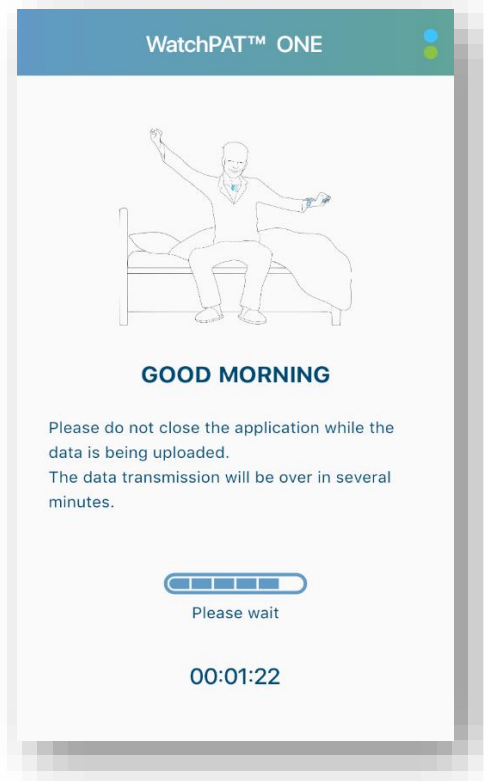 WatchPAT™ ONE
GOOD MORNING
Please do not close the application while the
data is being uploaded.
The data transmission will be over in several
minutes.
Please wait
00:01:22